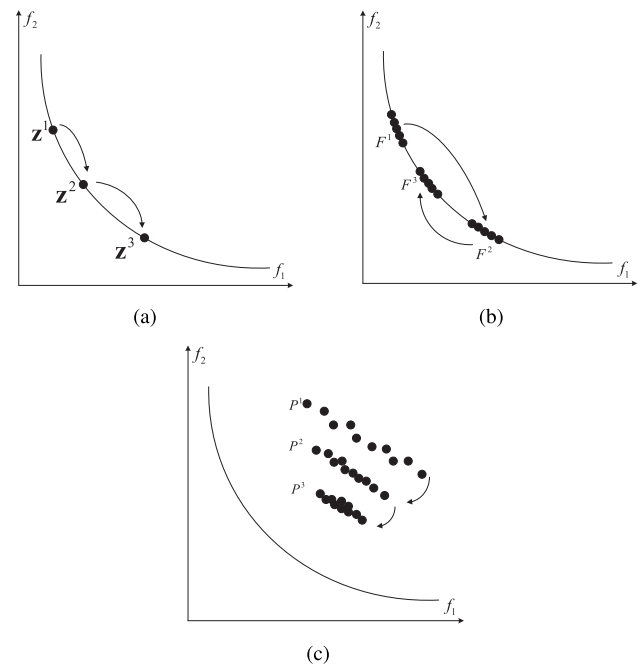 f₂
z¹
z²
z³
f₁
(a)
f₂
F¹
F³
F²
f₁
(b)
f₂
P¹
P²
P³
f₁
(c)